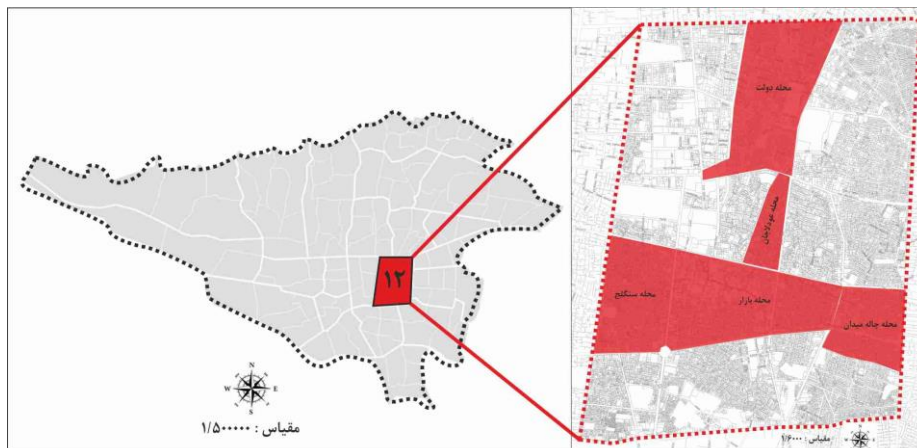 ۱۲
N
W
E
S
مقیاس : ۱/۵۰۰۰۰۰
محله دولت
محله عودلاجان
محله سنگلج
محله بازار
محله چاله میدان
مقیاس : ۱/۶۰۰۰